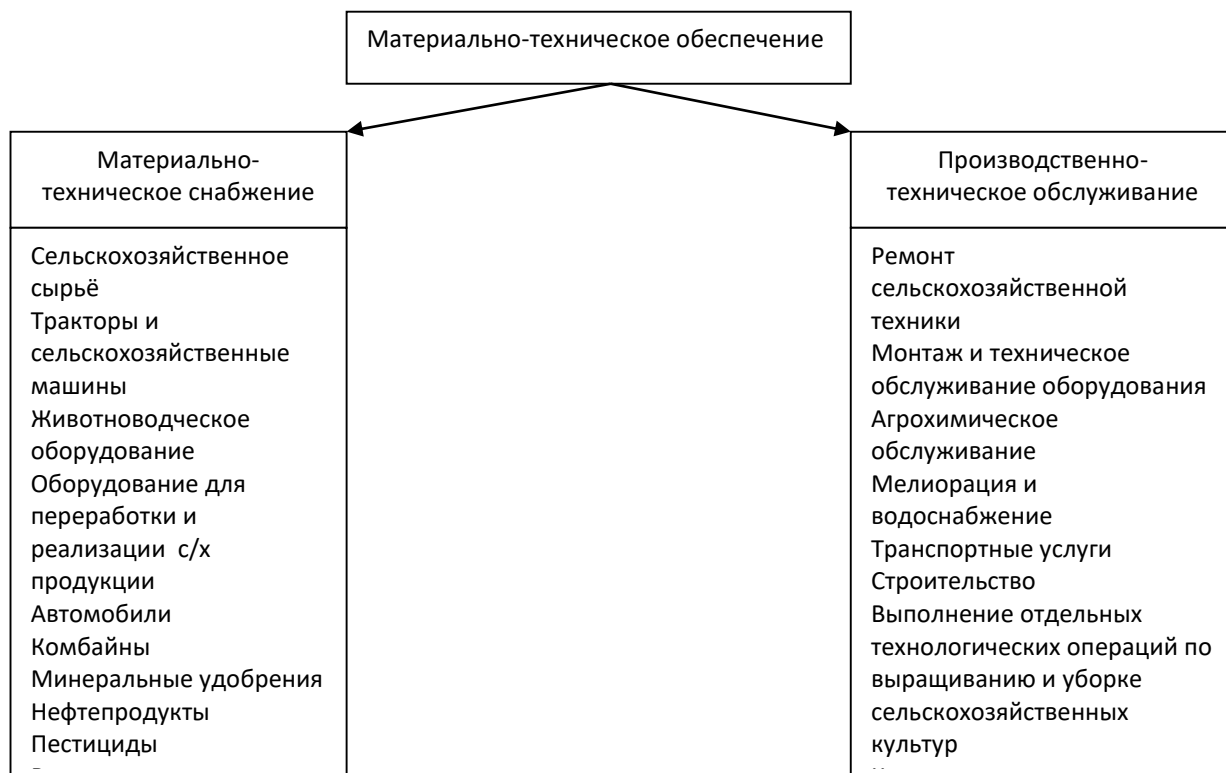 Материально-техническое обеспечение
Материально-
техническое снабжение
Сельскохозяйственное
сырьё
Тракторы и
сельскохозяйственные
машины
Животноводческое
оборудование
Оборудование для
переработки и
реализации с/х
продукции
Автомобили
Комбайны
Минеральные удобрения
Нефтепродукты
Пестициды
Производственно-
техническое обслуживание
Ремонт
сельскохозяйственной
техники
Монтаж и техническое
обслуживание оборудования
Агрохимическое
обслуживание
Мелиорация и
водоснабжение
Транспортные услуги
Строительство
Выполнение отдельных
технологических операций по
выращиванию и уборке
сельскохозяйственных
культур